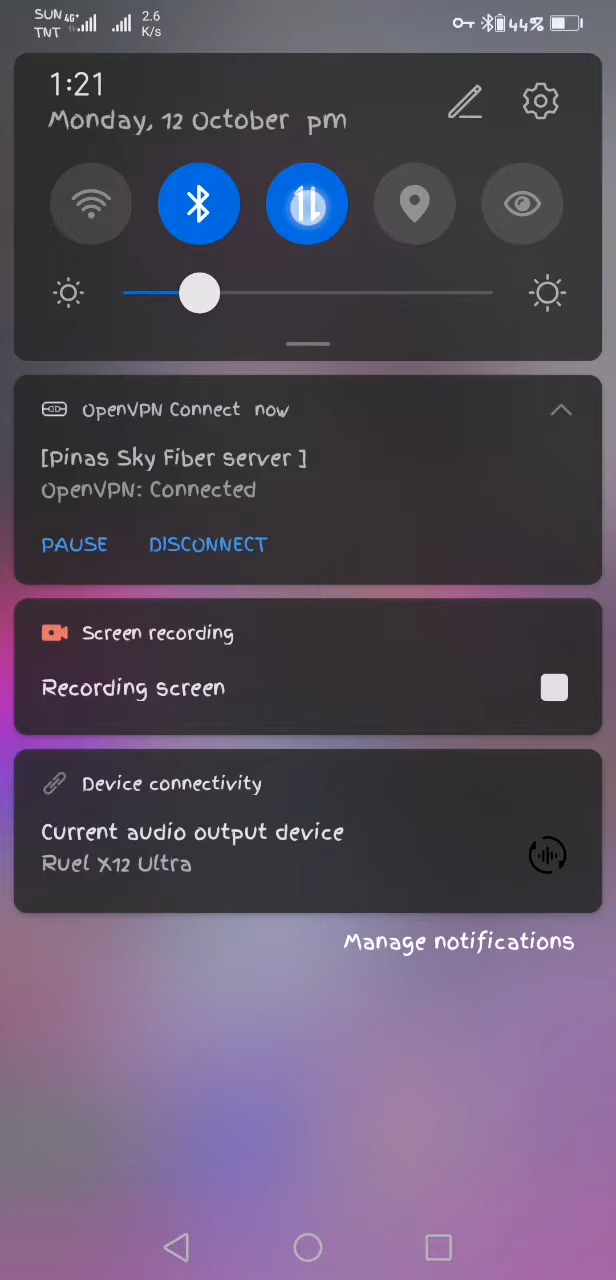 SUN 4G+ 2.6
TNT K/s 44%
1:21
Monday, 12 October pm
OpenVPN Connect now
[Pinas Sky Fiber server ]
OpenVPN: Connected
PAUSE DISCONNECT
Screen recording
Recording screen
Device connectivity
Current audio output device
Ruel X12 Ultra
Manage notifications